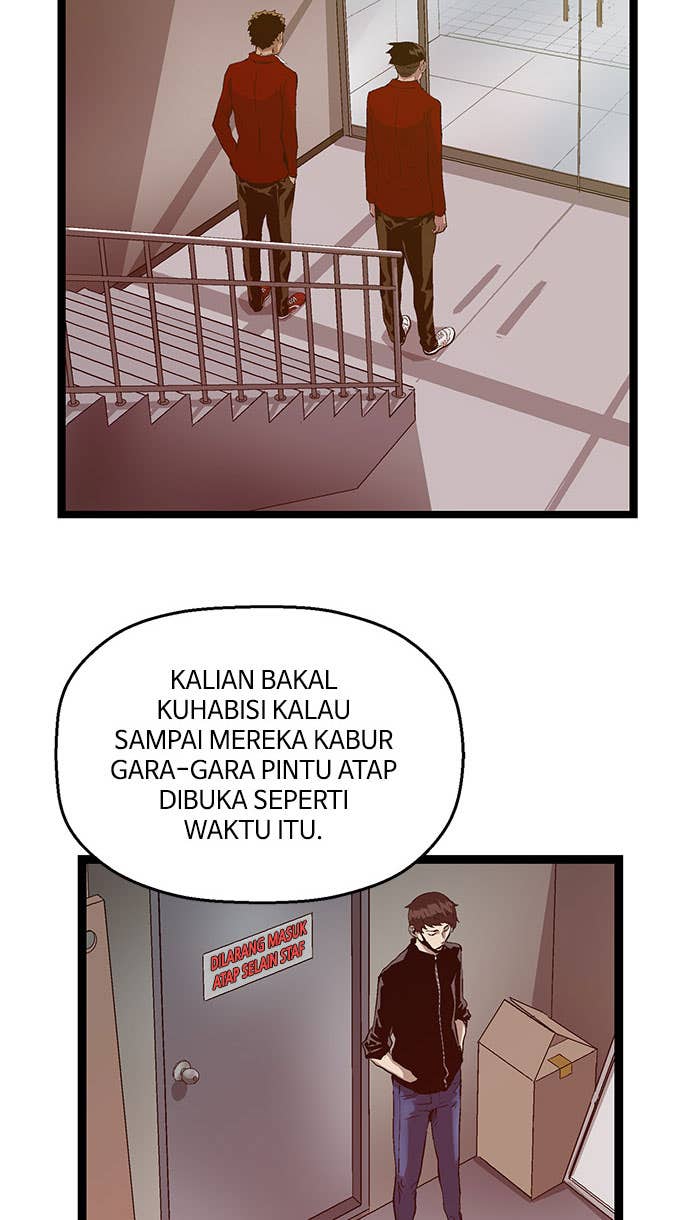 KALIAN BAKAL
KUHABISI KALAU
SAMPAI MEREKA KABUR
GARA-GARA PINTU ATAP
DIBUKA SEPERTI
WAKTU ITU.
DILARANG MASUK
ATAP SELAIN STAF